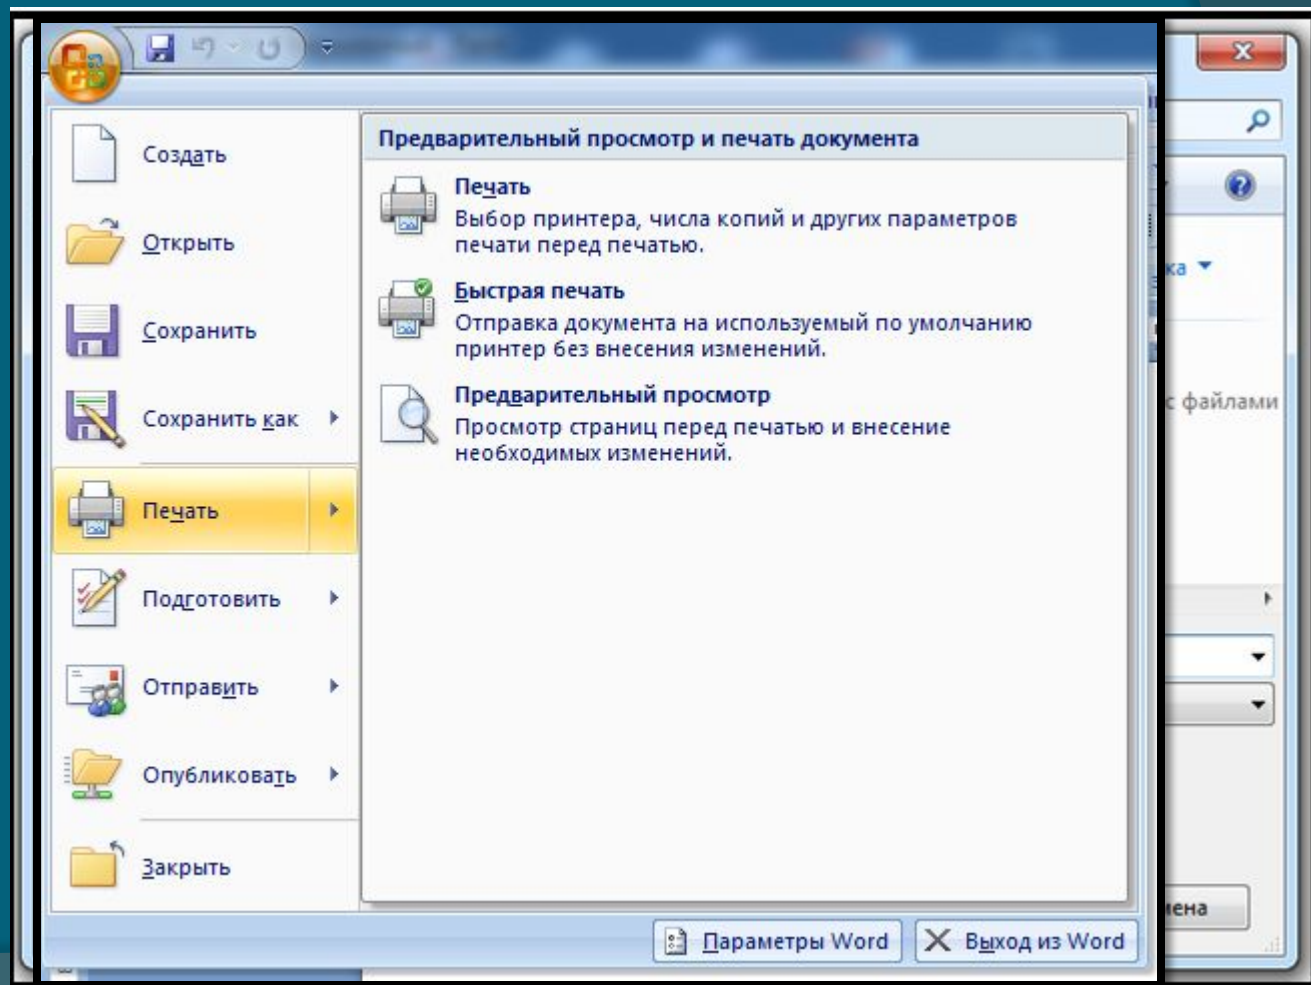 Создать
Открыть
Сохранить
Сохранить как
Печать
Подготовить
Отправить
Опубликовать
Закрыть
Предварительный просмотр и печать документа
Печать
Выбор принтера, числа копий и других параметров
печати перед печатью.
Быстрая печать
Отправка документа на используемый по умолчанию
принтер без внесения изменений.
Предварительный просмотр
Просмотр страниц перед печатью и внесение
необходимых изменений.
Параметры Word
Выход из Word
ка
с файлами
мена